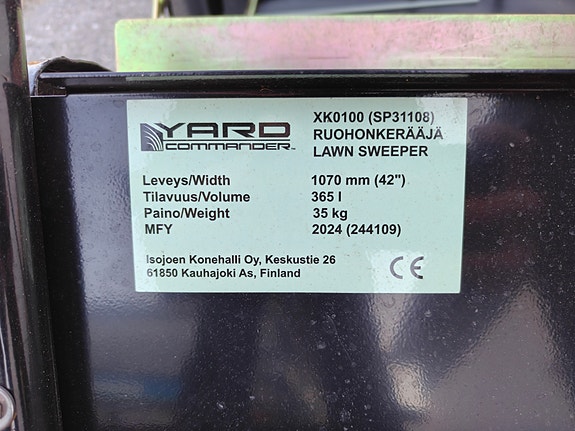 YARD
COMMANDER
XK0100 (SP31108)
RUOHONKERÄÄJÄ
LAWN SWEEPER
Leveys/Width 1070 mm (42")
Tilavuus/Volume 365 l
Paino/Weight 35 kg
MFY 2024 (244109)
Isojoen Konehalli Oy, Keskustie 26
61850 Kauhajoki As, Finland
CE